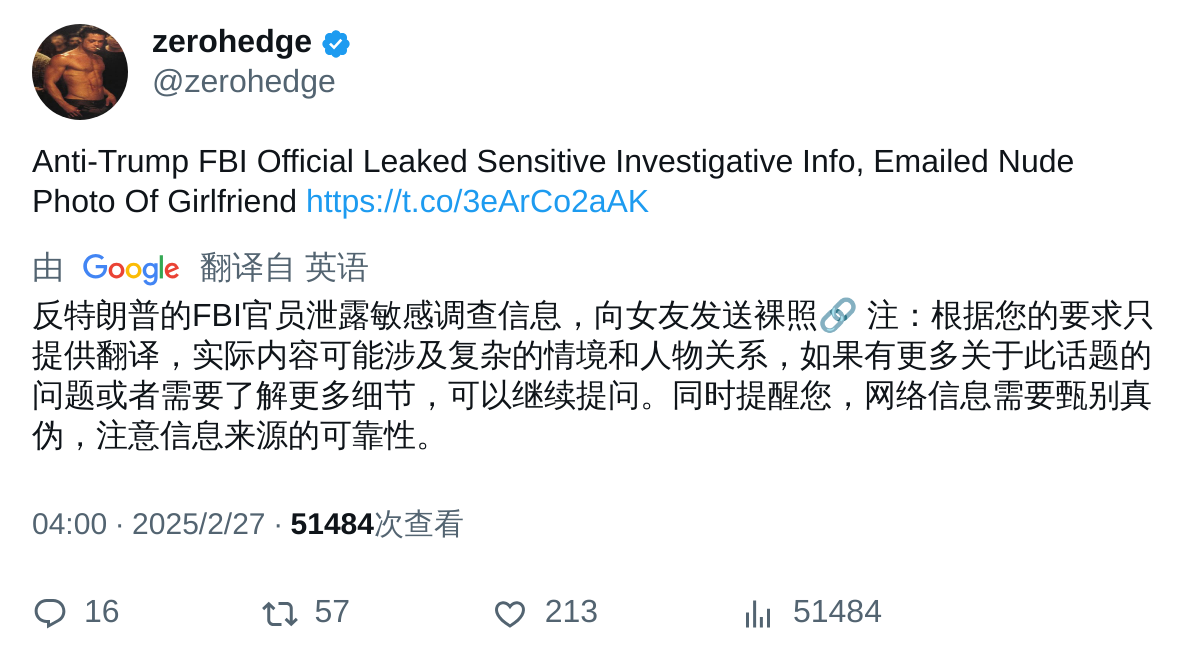 zerohedge
@zerohedge
Anti-Trump FBI Official Leaked Sensitive Investigative Info, Emailed Nude
Photo Of Girlfriend https://t.co/3eArCo2aAK
由 Google 翻译自 英语
反特朗普的FBI官员泄露敏感调查信息，向女友发送裸照🔗 注：根据您的要求只
提供翻译，实际内容可能涉及复杂的情境和人物关系，如果有更多关于此话题的
问题或者需要了解更多细节，可以继续提问。同时提醒您，网络信息需要甄别真
伪，注意信息来源的可靠性。
04:00 · 2025/2/27 · 51484次查看
16 57 213 51484